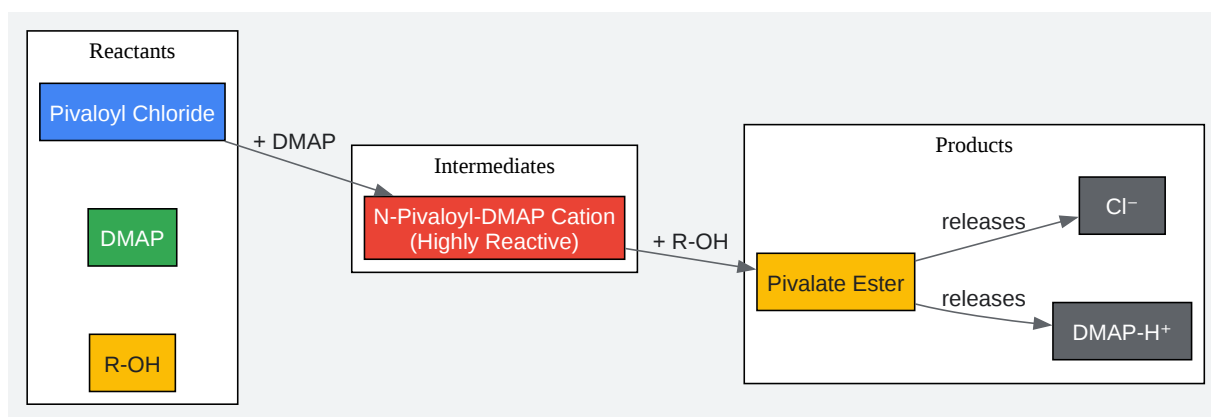 Reactants
Pivaloyl Chloride
DMAP
R-OH
+ DMAP
Intermediates
N-Pivaloyl-DMAP Cation
(Highly Reactive)
+ R-OH
Products
Pivalate Ester
releases
Cl⁻
releases
DMAP-H⁺